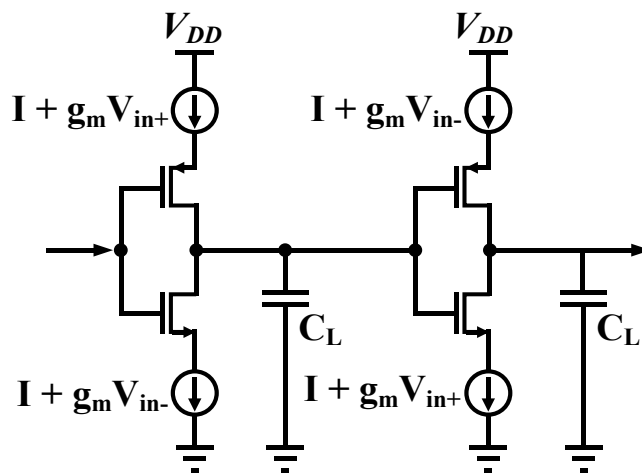 V_DD
V_DD
I + g_mV_in+
I + g_mV_in-
C_L
C_L
I + g_mV_in-
I + g_mV_in+